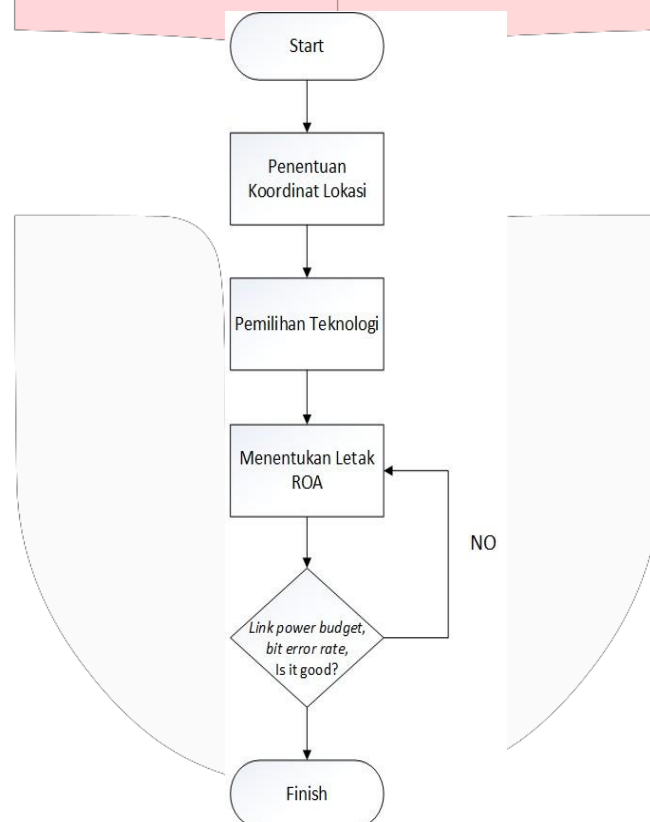 Start
Penentuan
Koordinat Lokasi
Pemilihan Teknologi
Menentukan Letak
ROA
NO
Link power budget,
bit error rate,
Is it good?
Finish